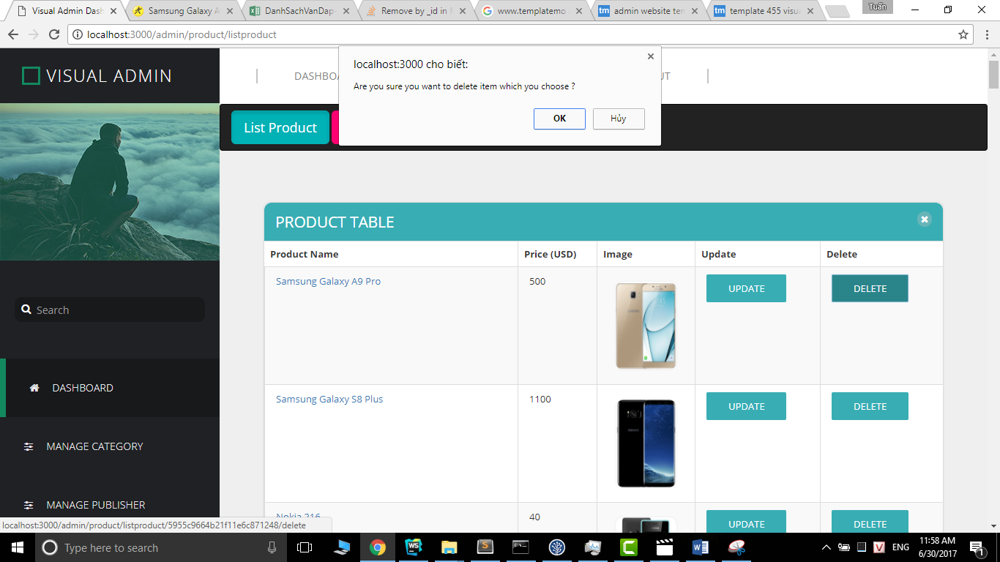 Visual Admin Dash
Samsung Galaxy A
DanhSachVanDap-
Remove by _id in M
www.templatemo
admin website tem
template 455 visua
Tuấn
localhost:3000/admin/product/listproduct
VISUAL ADMIN
DASHBOA
UT
localhost:3000 cho biết:
Are you sure you want to delete item which you choose ?
OK
Hủy
List Product
PRODUCT TABLE
Product Name Price (USD) Image Update Delete
Samsung Galaxy A9 Pro 500 UPDATE DELETE
Samsung Galaxy S8 Plus 1100 UPDATE DELETE
Nokia 216 40 UPDATE DELETE
Search
DASHBOARD
MANAGE CATEGORY
MANAGE PUBLISHER
localhost:3000/admin/product/listproduct/5955c9664b21f11e6c871248/delete
Type here to search
WS
S
W
V
ENG
11:58 AM
6/30/2017
1